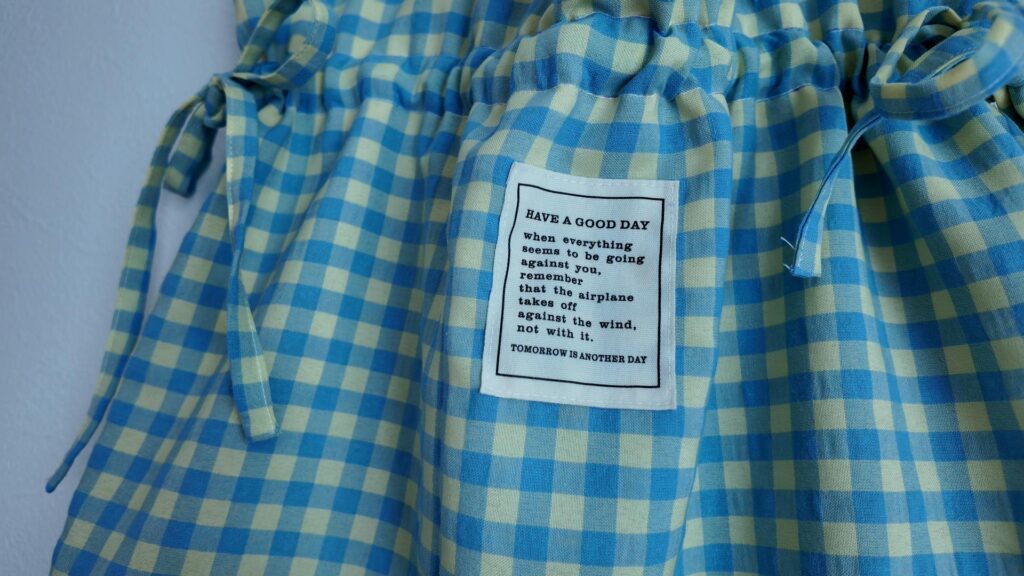 HAVE A GOOD DAY
when everything
seems to be going
against you,
remember
that the airplane
takes off
against the wind,
not with it.
TOMORROW IS ANOTHER DAY